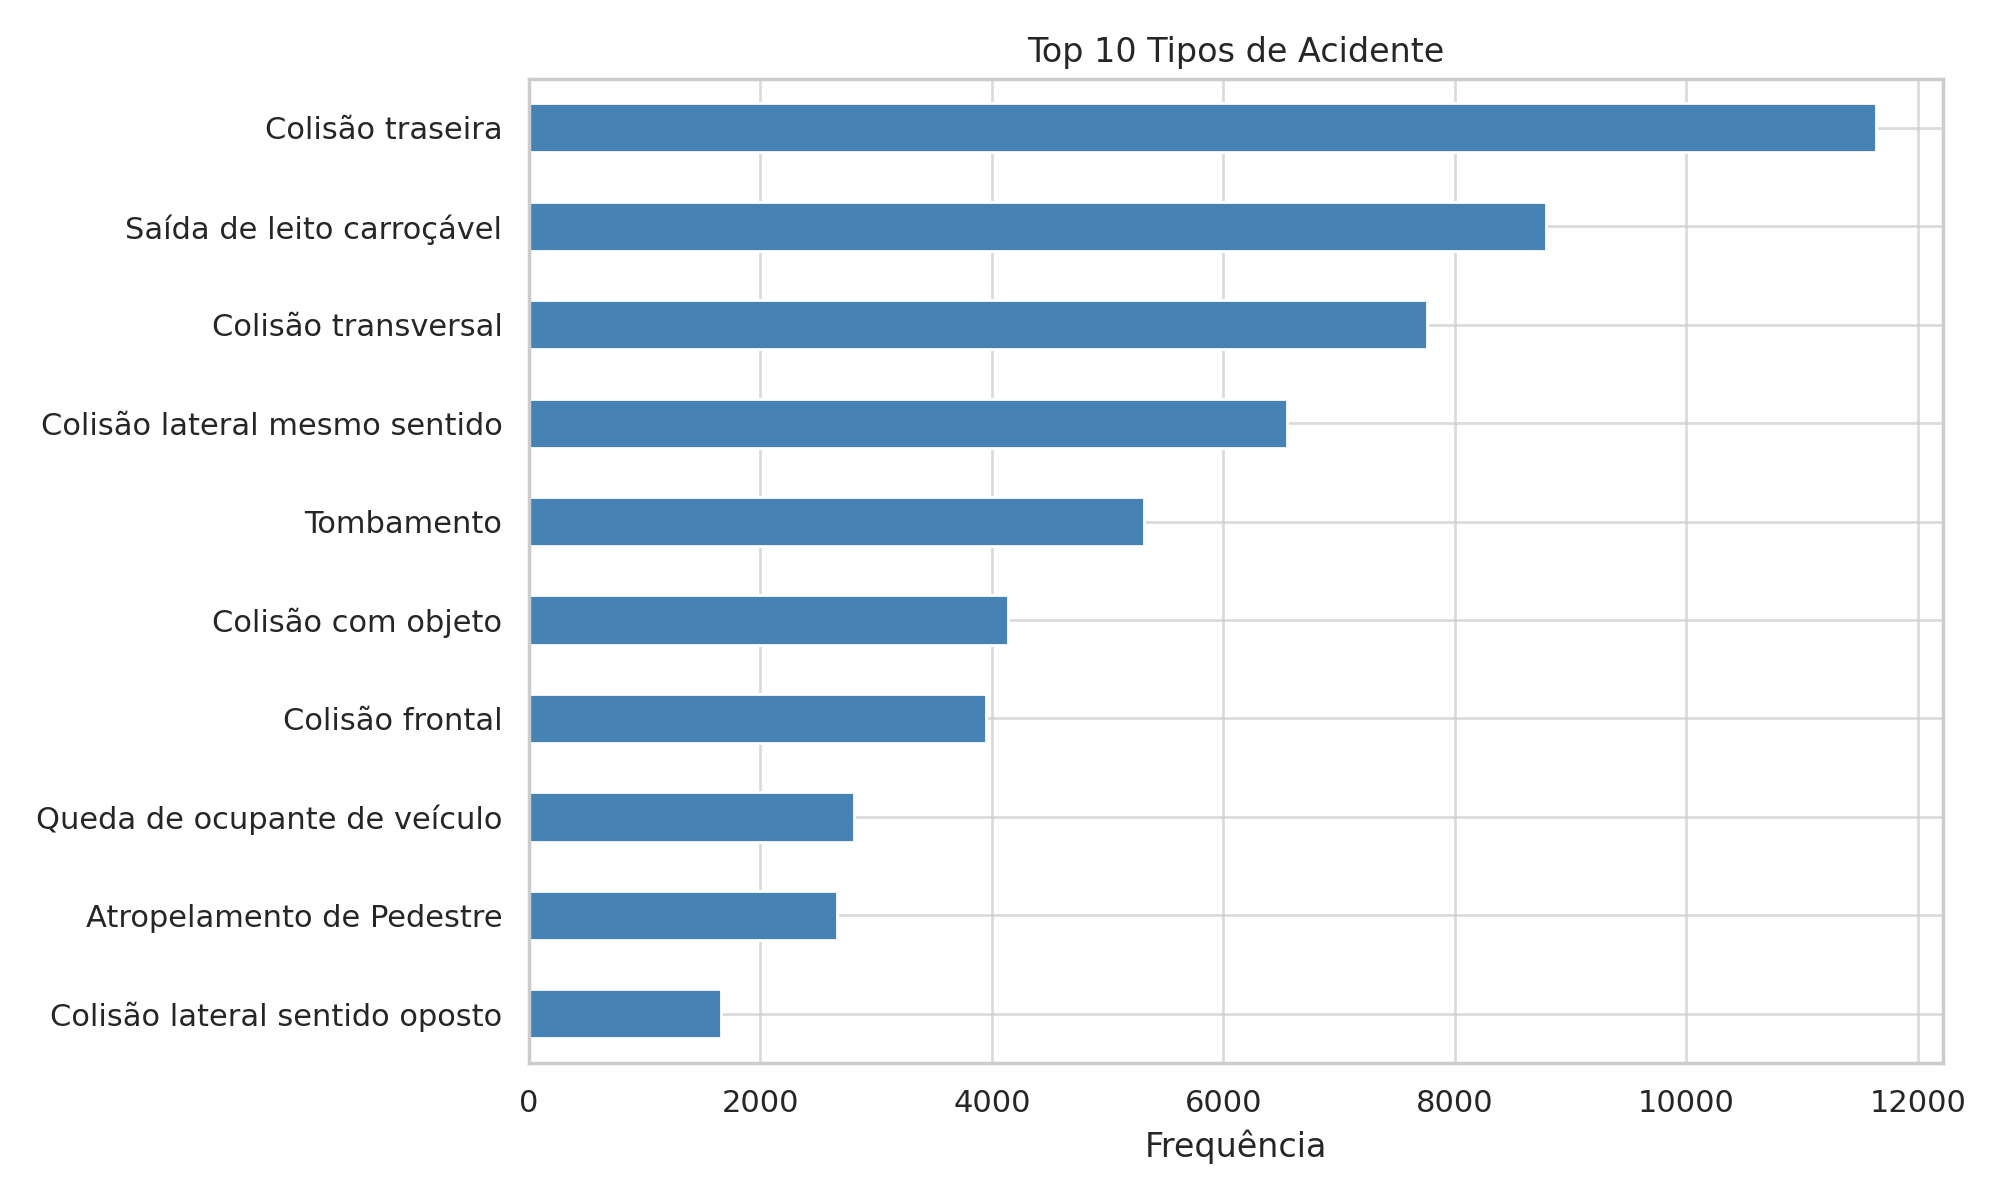 Top 10 Tipos de Acidente
Colisão traseira
Saída de leito carroçável
Colisão transversal
Colisão lateral mesmo sentido
Tombamento
Colisão com objeto
Colisão frontal
Queda de ocupante de veículo
Atropelamento de Pedestre
Colisão lateral sentido oposto
0 2000 4000 6000 8000 10000 12000
Frequência